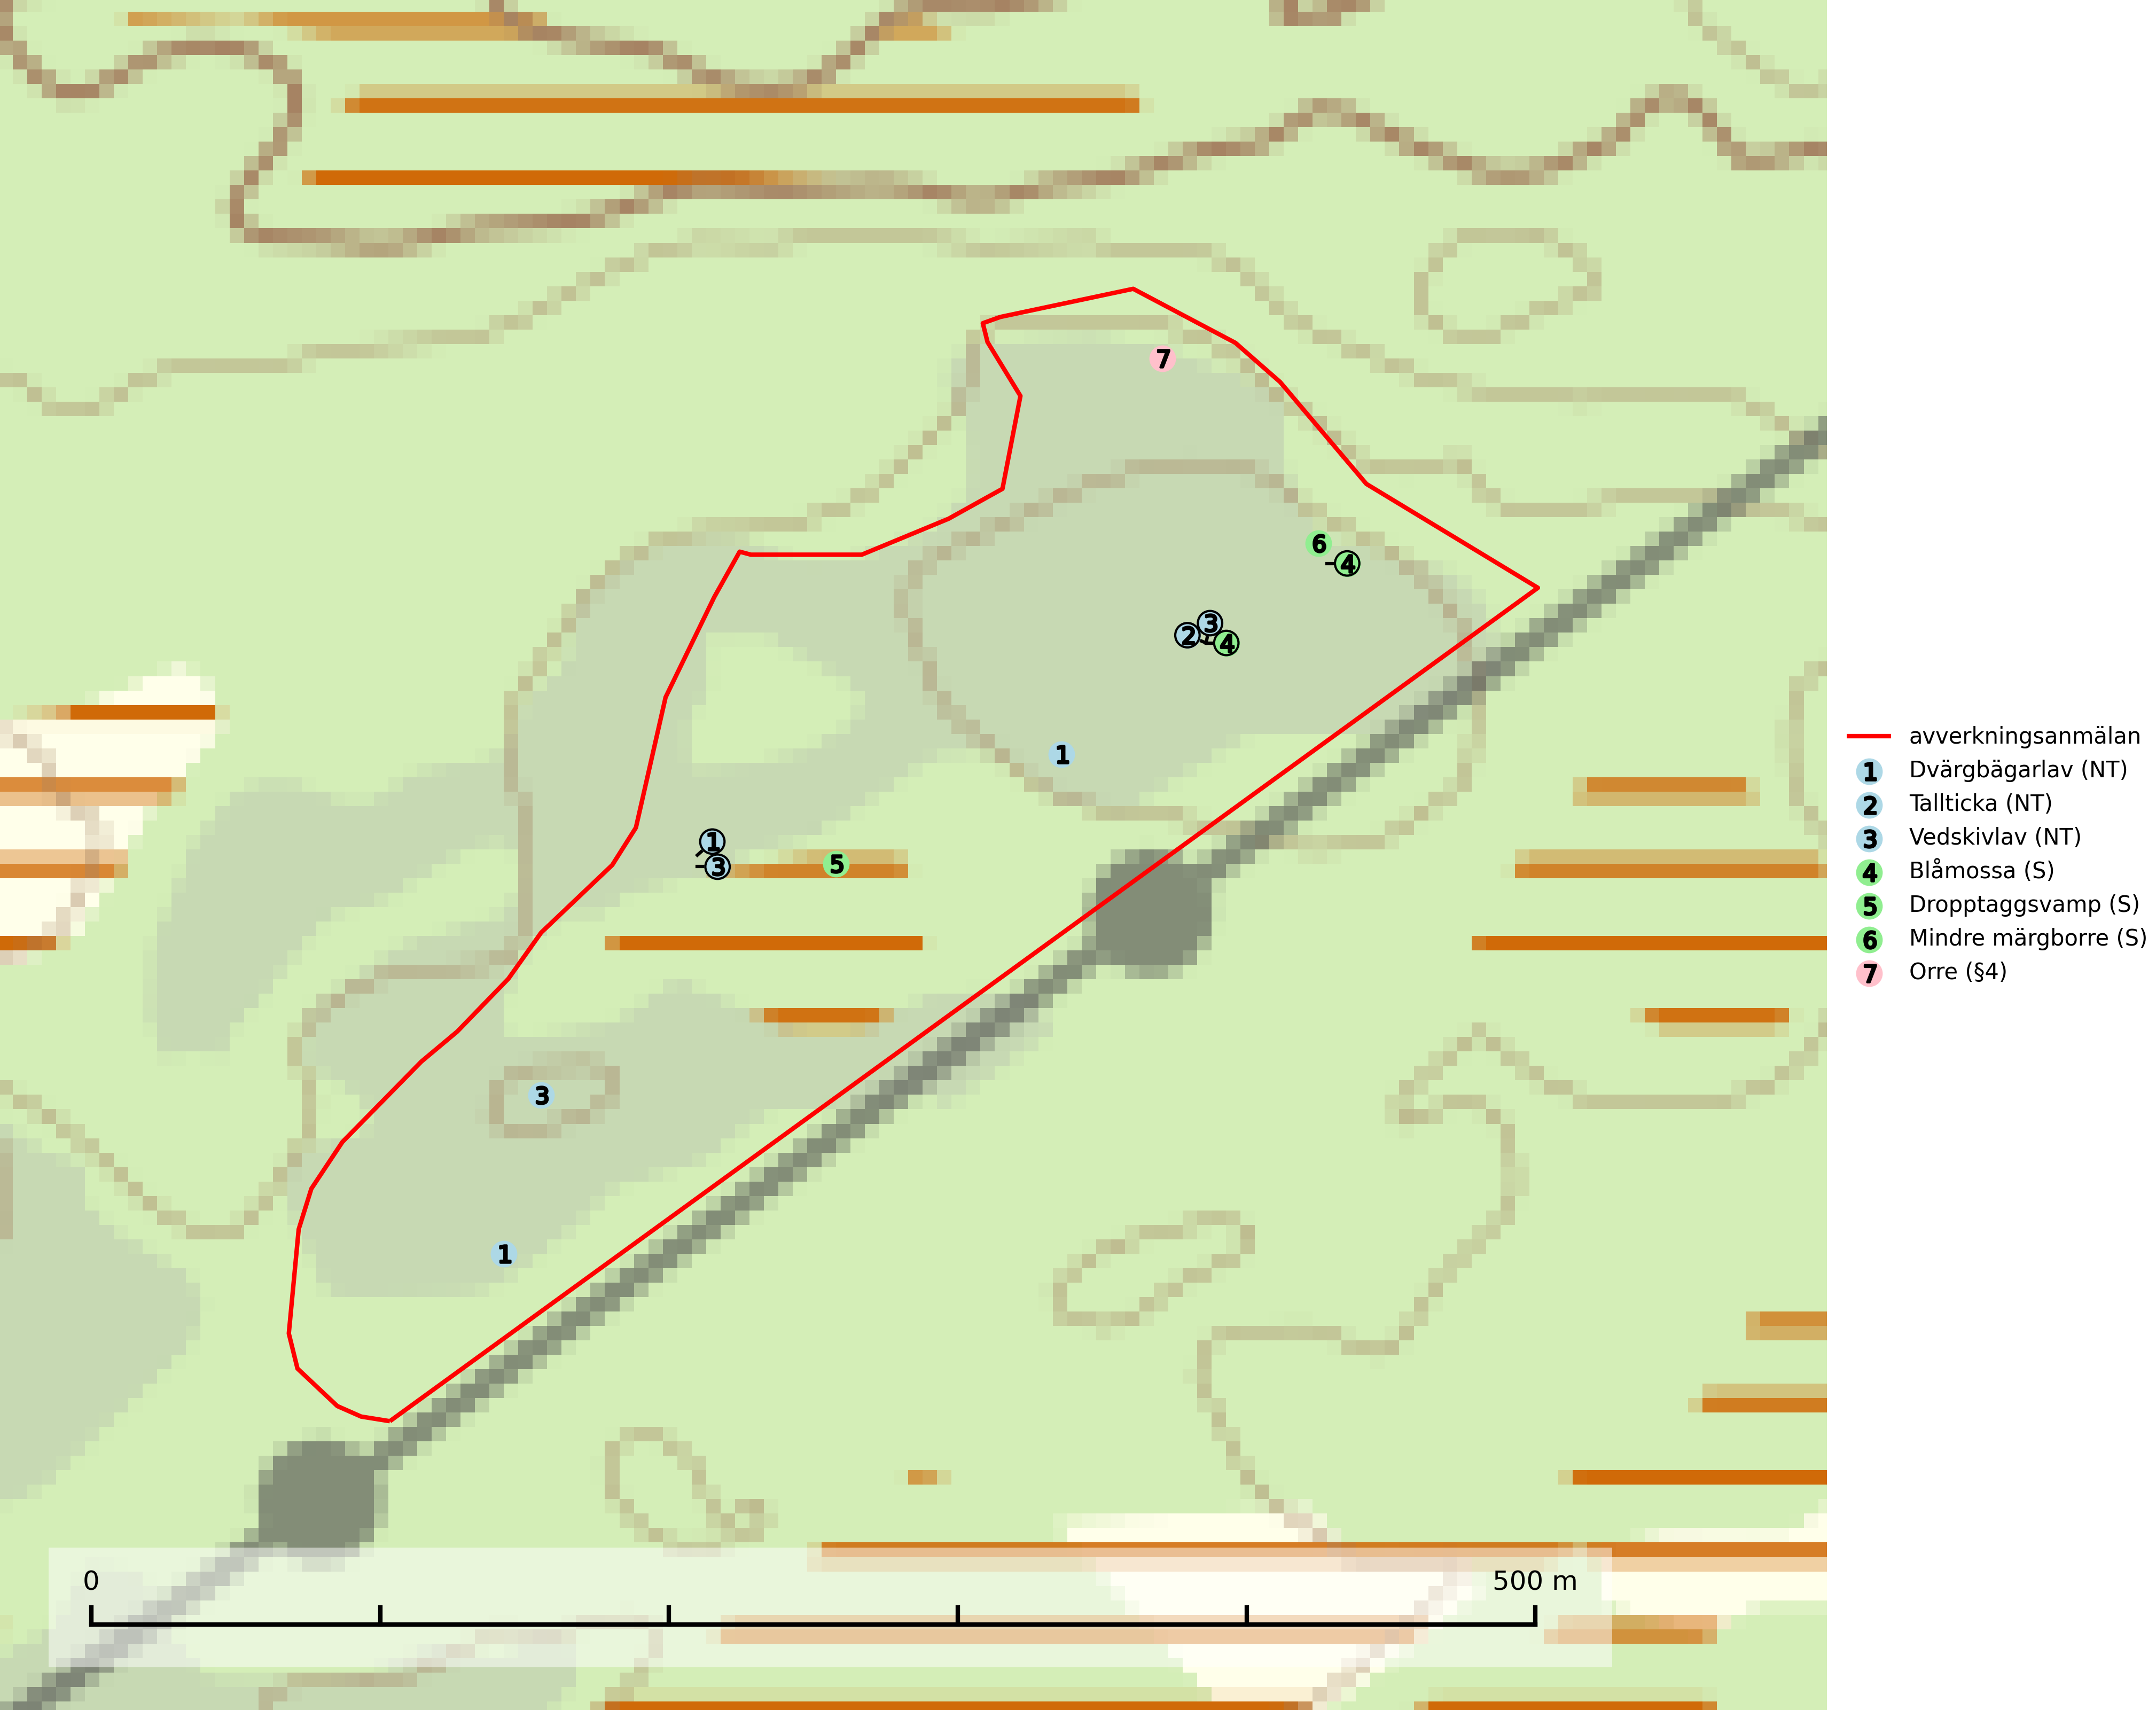 7
6
4
3
2
4
1
1
3
5
3
1
avverkningsanmälan
1 Dvärgbägarlav (NT)
2 Tallticka (NT)
3 Vedskivlav (NT)
4 Blåmossa (S)
5 Dropptaggsvamp (S)
6 Mindre märgborre (S)
7 Orre (§4)
0 500 m